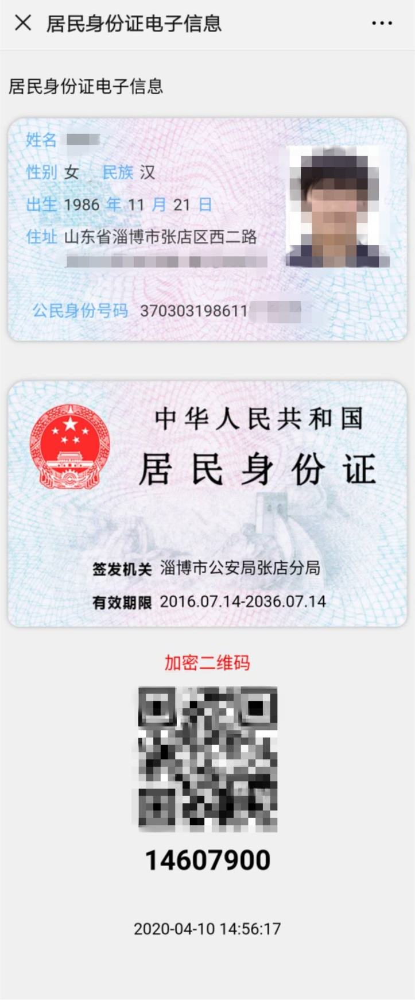 居民身份证电子信息
居民身份证电子信息
姓名
性别 女 民族 汉
出生 1986 年 11 月 21 日
住址 山东省淄博市张店区西二路
公民身份号码 370303198611
中华人民共和国
居民身份证
签发机关 淄博市公安局张店分局
有效期限 2016.07.14-2036.07.14
加密二维码
14607900
2020-04-10 14:56:17